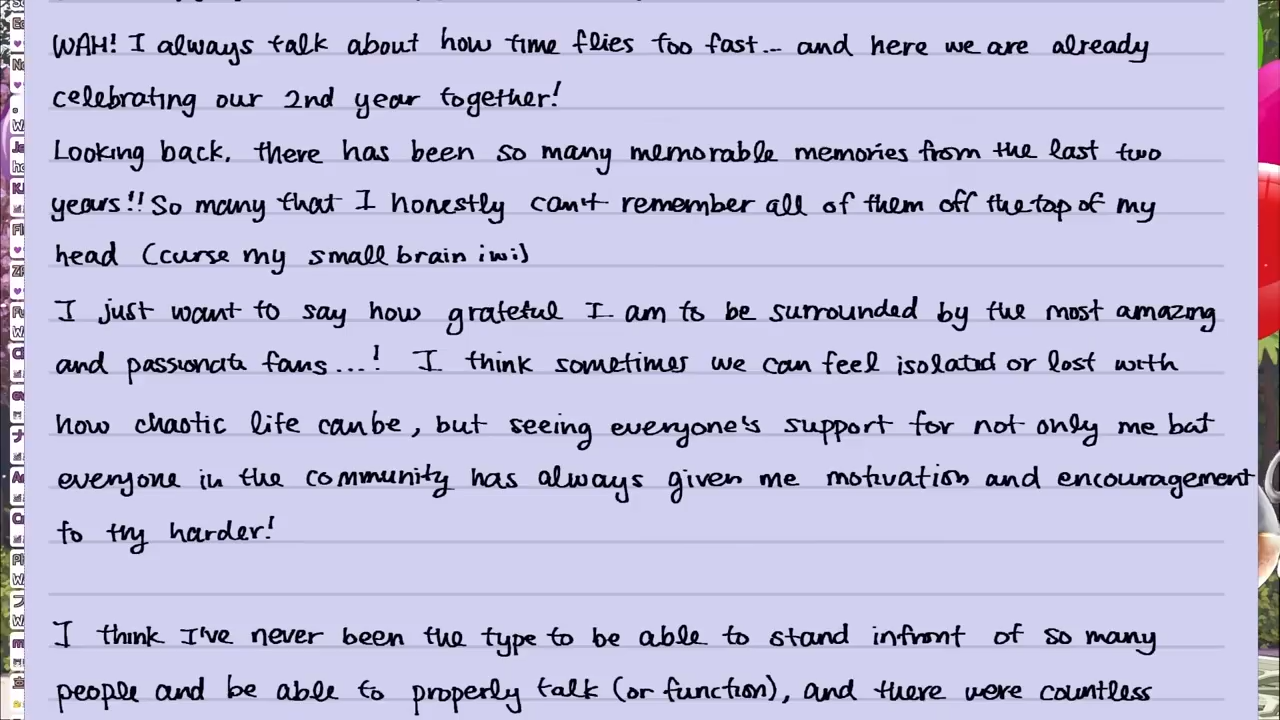 WAH! I always talk about how time flies too fast... and here we are already
celebrating our 2nd year together!
Looking back, there has been so many memorable memories from the last two
years!! So many that I honestly can't remember all of them off the top of my
head (curse my small brain iwi)
I just want to say how grateful I am to be surrounded by the most amazing
and passionate fans...! I think sometimes we can feel isolated or lost with
how chaotic life can be, but seeing everyone's support for not only me but
everyone in the community has always given me motivation and encouragement
to try harder!
I think I've never been the type to be able to stand infront of so many
people and be able to properly talk (or function), and there were countless